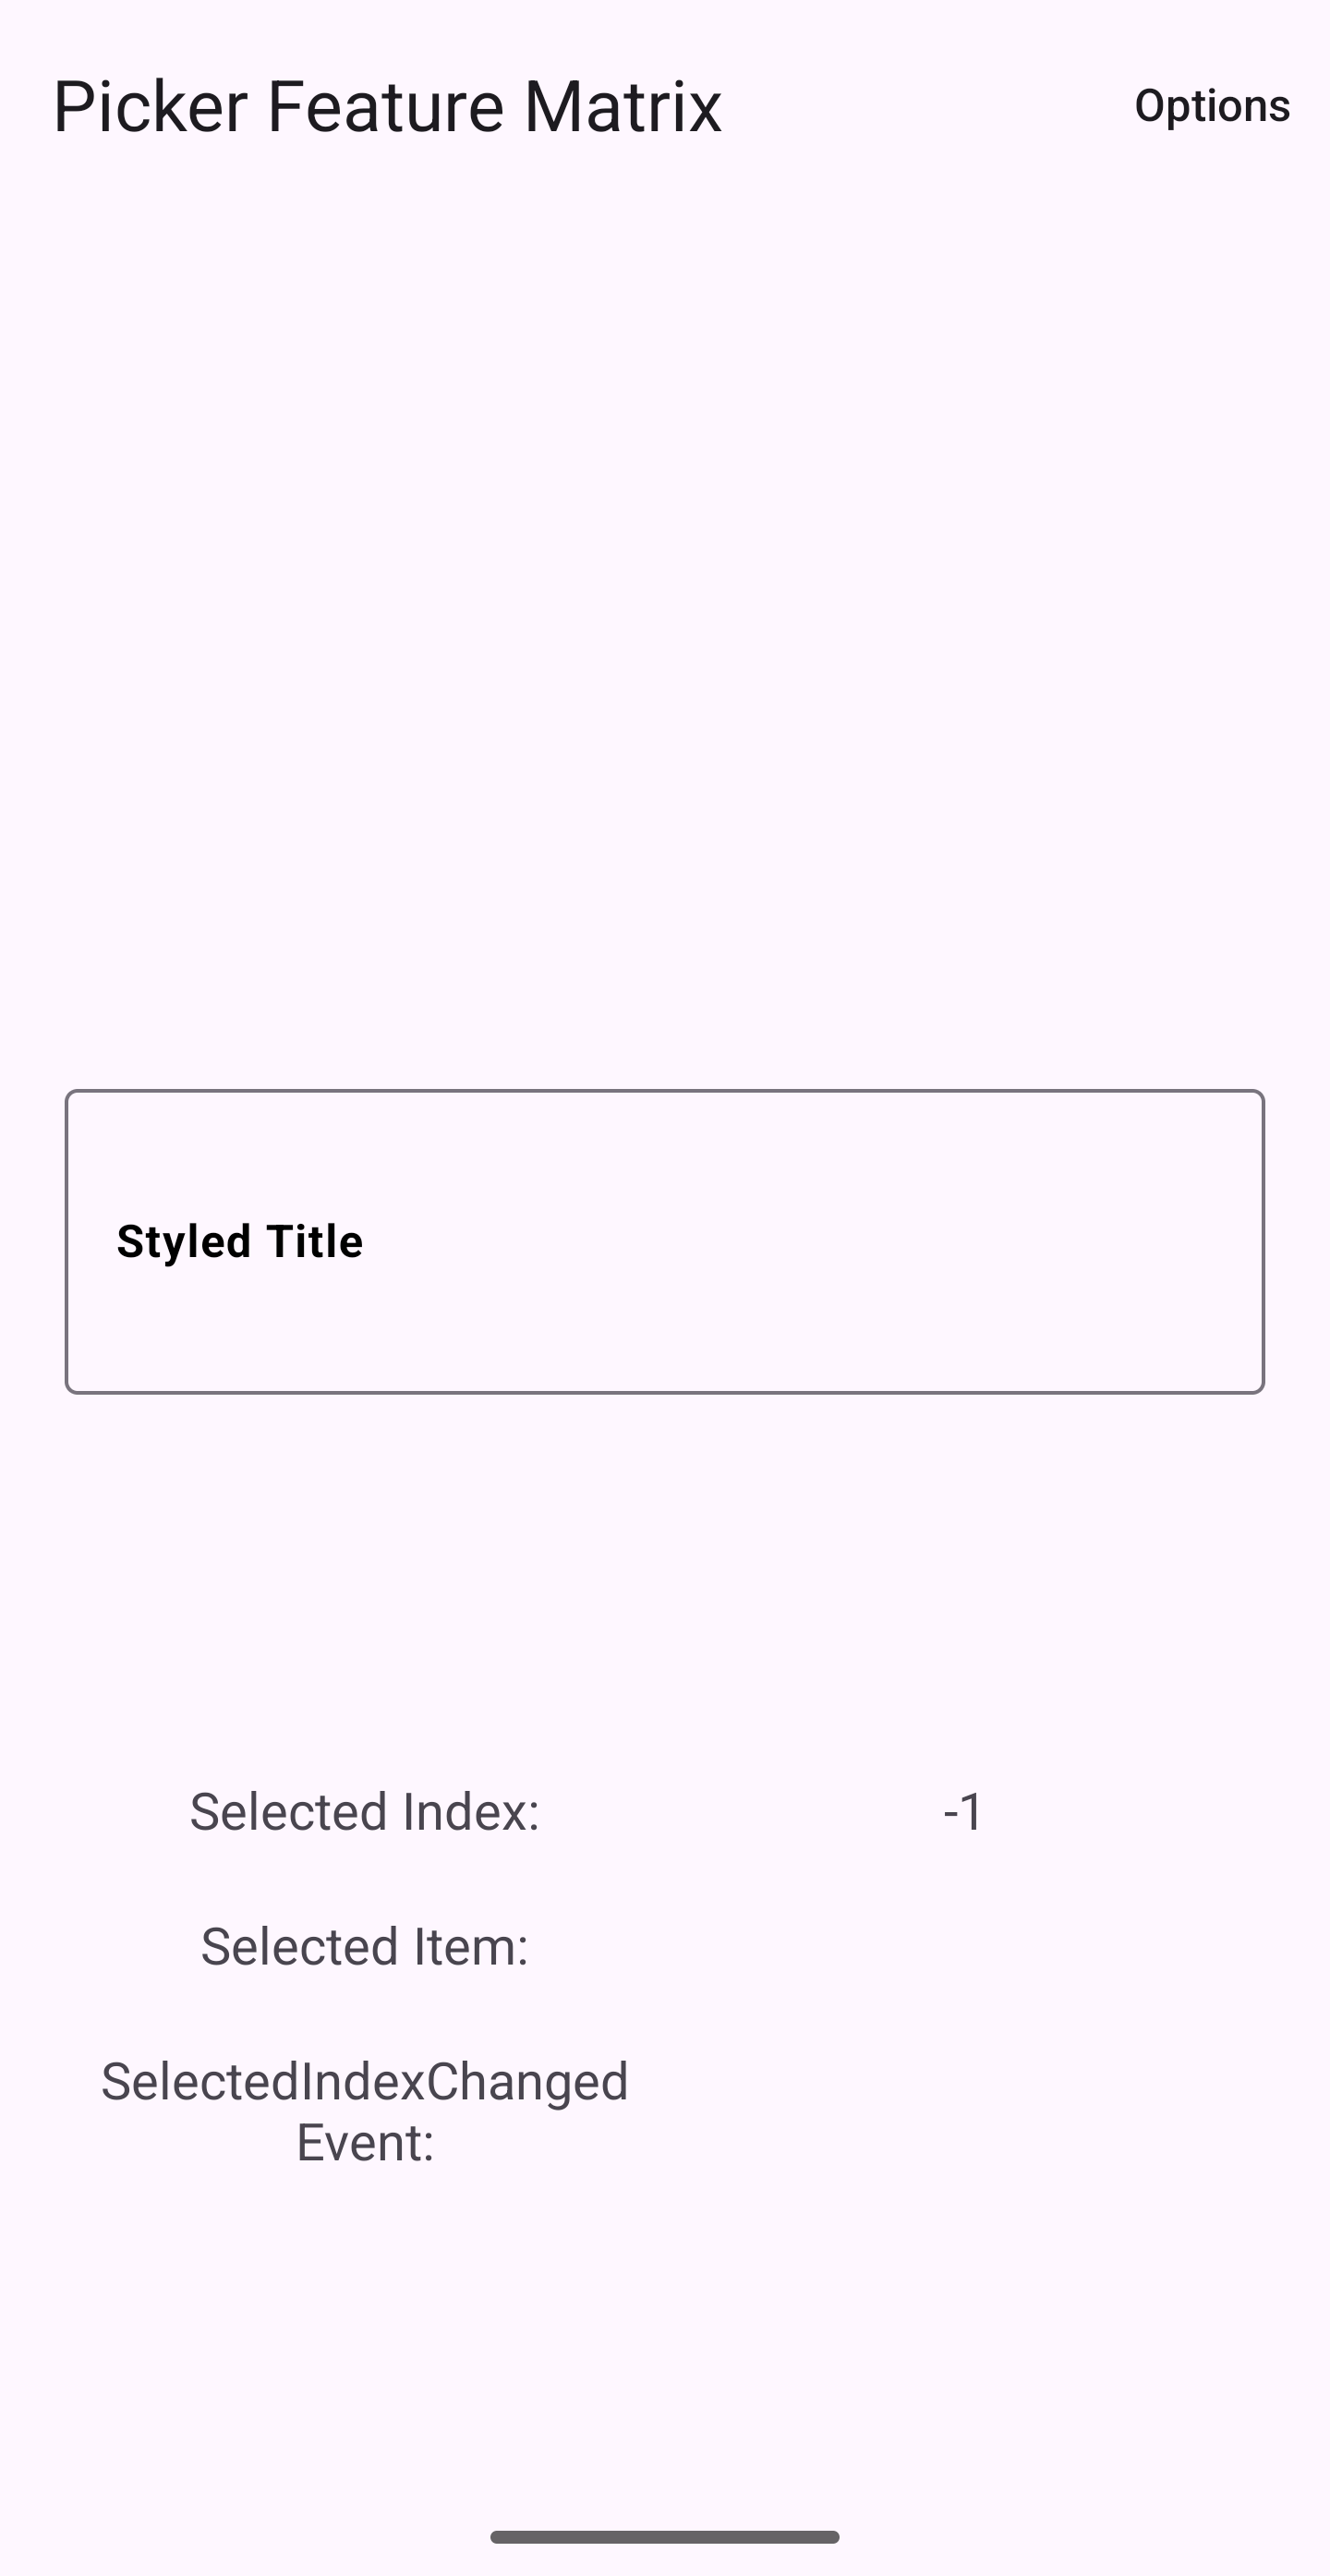 Picker Feature Matrix
Options
Styled Title
Selected Index: -1
Selected Item:
SelectedIndexChanged
Event: